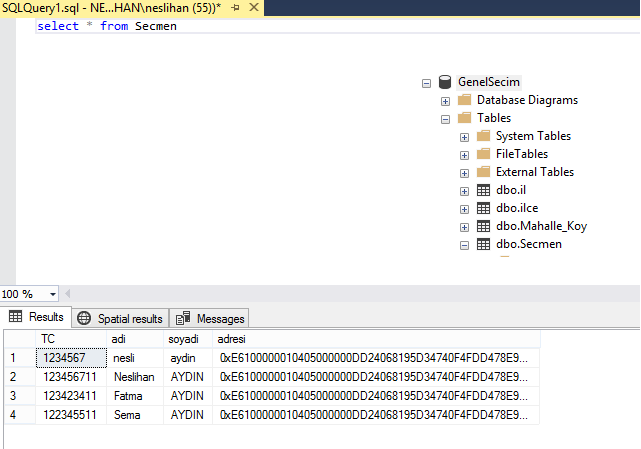 SQLQuery1.sql - NE...HAN\neslihan (55))*
select * from Secmen
GenelSecim
Database Diagrams
Tables
System Tables
FileTables
External Tables
dbo.il
dbo.ilce
dbo.Mahalle_Koy
dbo.Secmen
100 %
Results Spatial results Messages
TC adi soyadi adresi
1 1234567 nesli aydin 0xE6100000010405000000DD24068195D34740F4FDD478E9...
2 123456711 Neslihan AYDIN 0xE6100000010405000000DD24068195D34740F4FDD478E9...
3 123423411 Fatma AYDIN 0xE6100000010405000000DD24068195D34740F4FDD478E9...
4 122345511 Sema AYDIN 0xE6100000010405000000DD24068195D34740F4FDD478E9...